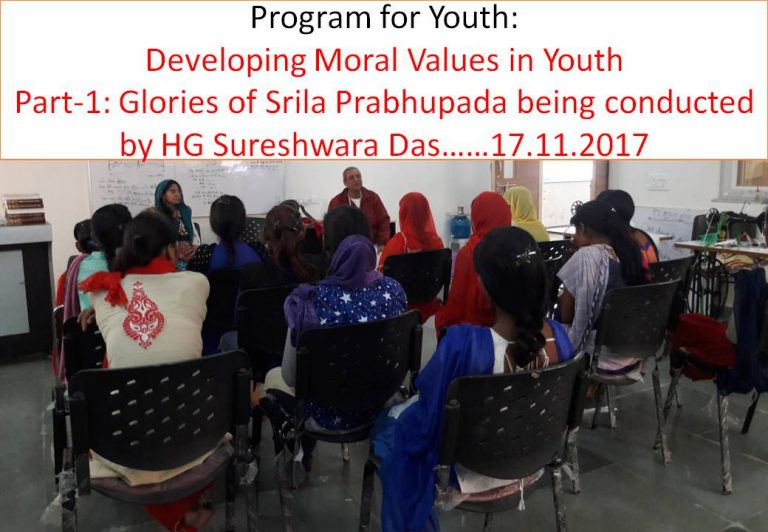 Program for Youth:
Developing Moral Values in Youth
Part-1: Glories of Srila Prabhupada being conducted
by HG Sureshwara Das……17.11.2017